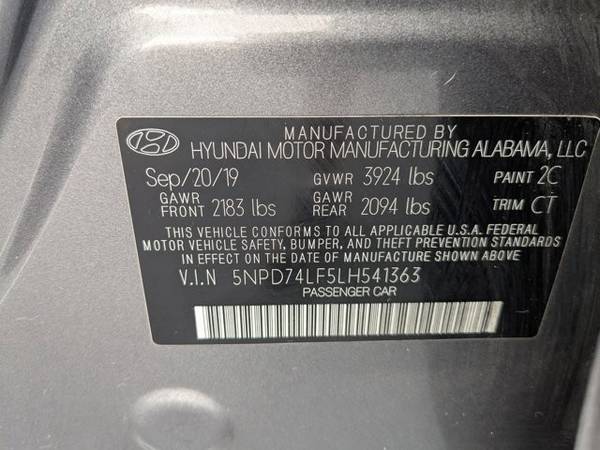 MANUFACTURED BY
HYUNDAI MOTOR MANUFACTURING ALABAMA, LLC
Sep/20/19 GVWR 3924 lbs PAINT 2C
GAWR FRONT 2183 lbs GAWR REAR 2094 lbs TRIM CT
THIS VEHICLE CONFORMS TO ALL APPLICABLE U.S.A. FEDERAL
MOTOR VEHICLE SAFETY, BUMPER, AND THEFT PREVENTION STANDARDS
IN EFFECT ON THE DATE OF MANUFACTURE SHOWN ABOVE.
V.I.N 5NPD74LF5LH541363
PASSENGER CAR